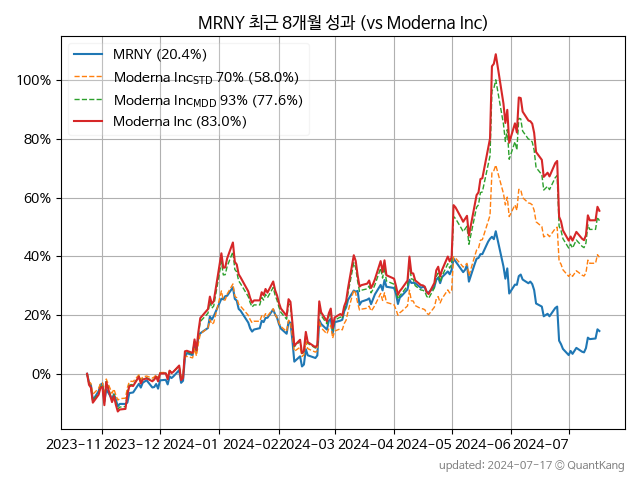 MRNY 최근 8개월 성과 (vs Moderna Inc)
MRNY (20.4%)
Moderna Inc_STD 70% (58.0%)
Moderna Inc_MDD 93% (77.6%)
Moderna Inc (83.0%)
100%
80%
60%
40%
20%
0%
2023-11 2023-12 2024-01 2024-02 2024-03 2024-04 2024-05 2024-06 2024-07
updated: 2024-07-17 © QuantKang